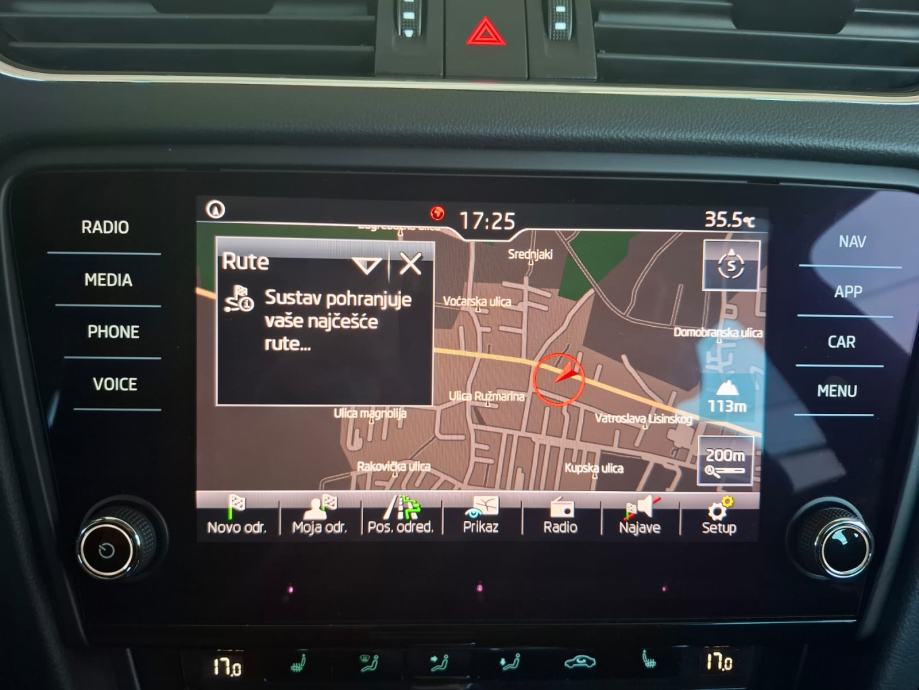 17:25
35.5°C
RADIO
MEDIA
PHONE
VOICE
NAV
APP
CAR
MENU
Rute
Sustav pohranjuje
vaše najčešće
rute...
Srednjaki
S
Voćarska ulica
Domobranska ulica
113m
Ulica Ružmarina
Ulica magnolija
Vatroslava Lisinskog
Rakovička ulica
Kupska ulica
200m
Novo odr.
Moja odr.
Pos. odred.
Prikaz
Radio
Najave
Setup
17.0
17.0